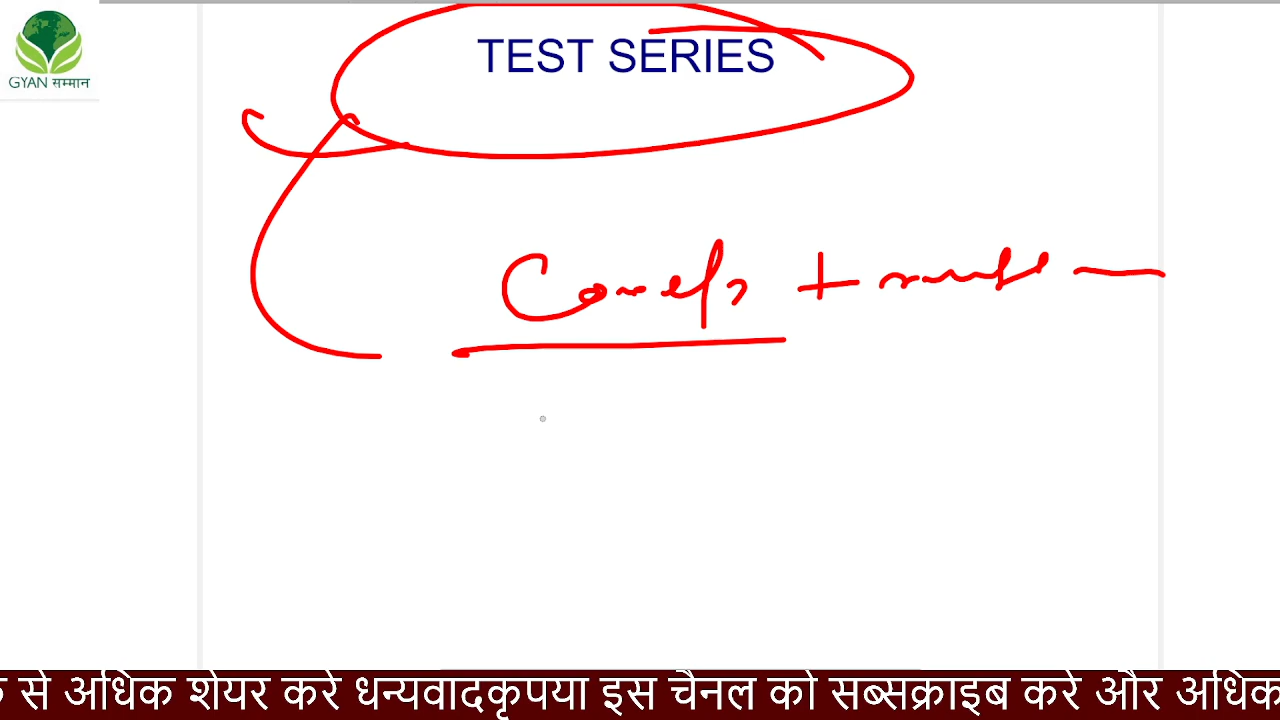 TEST SERIES
GYAN सम्मान
से अधिक शेयर करे धन्यवादकृपया इस चैनल को सब्सक्राइब करे और अधिक